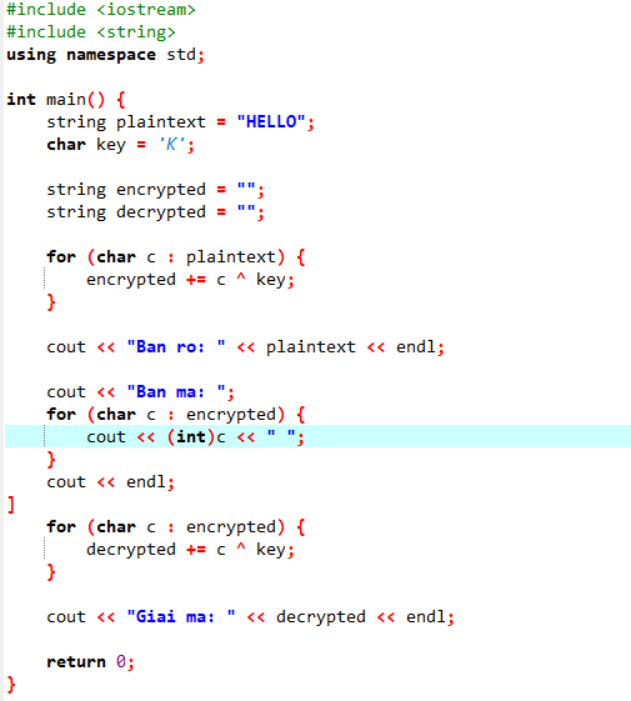 #include <iostream>
#include <string>
using namespace std;

int main() {
    string plaintext = "HELLO";
    char key = 'K';

    string encrypted = "";
    string decrypted = "";

    for (char c : plaintext) {
        encrypted += c ^ key;
    }

    cout << "Ban ro: " << plaintext << endl;

    cout << "Ban ma: ";
    for (char c : encrypted) {
        cout << (int)c << " ";
    }
    cout << endl;
]
    for (char c : encrypted) {
        decrypted += c ^ key;
    }

    cout << "Giai ma: " << decrypted << endl;

    return 0;
}